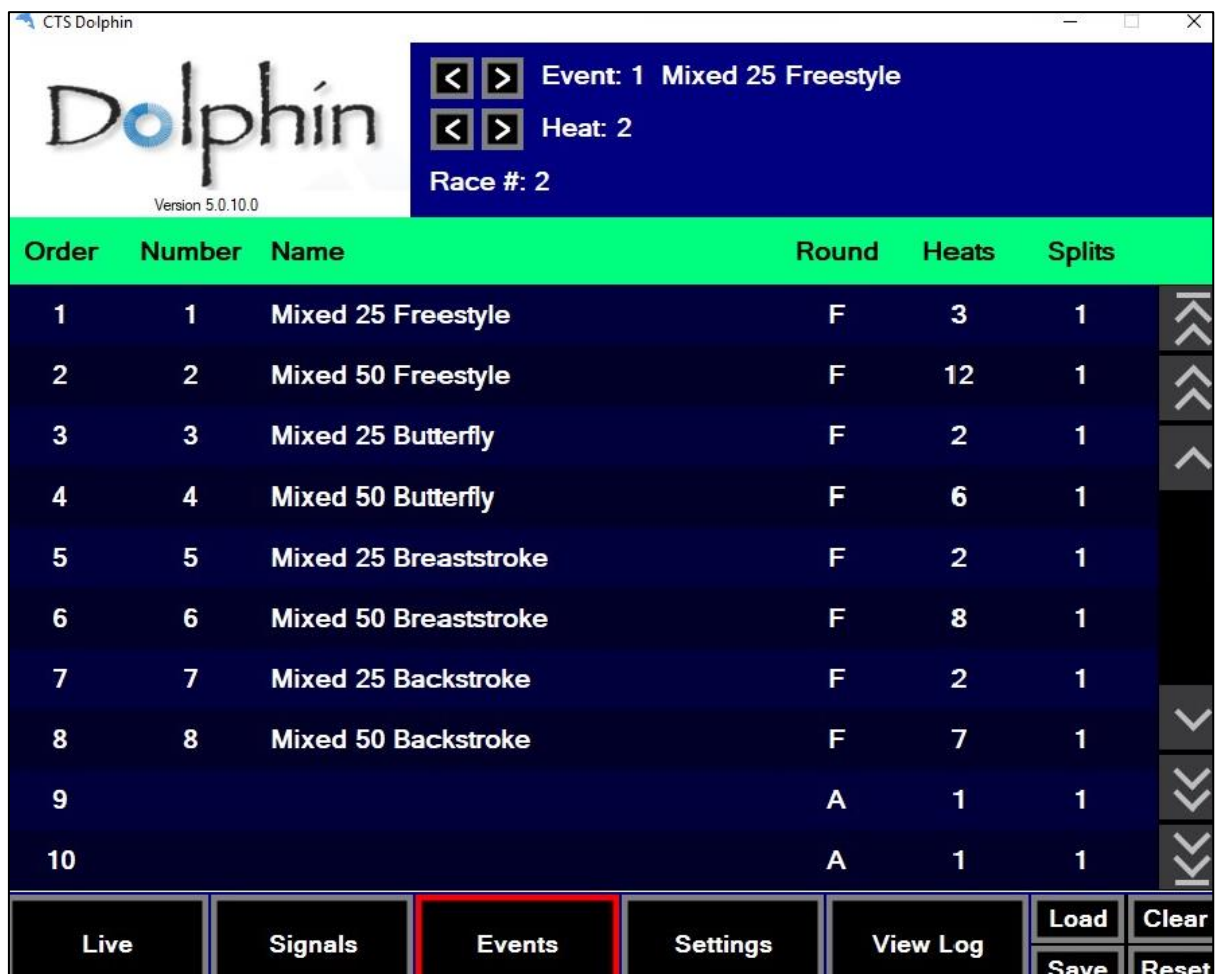 CTS Dolphin
Dolphin
Version 5.0.10.0
< > Event: 1 Mixed 25 Freestyle
< > Heat: 2
Race #: 2
Order Number Name Round Heats Splits
1 1 Mixed 25 Freestyle F 3 1
2 2 Mixed 50 Freestyle F 12 1
3 3 Mixed 25 Butterfly F 2 1
4 4 Mixed 50 Butterfly F 6 1
5 5 Mixed 25 Breaststroke F 2 1
6 6 Mixed 50 Breaststroke F 8 1
7 7 Mixed 25 Backstroke F 2 1
8 8 Mixed 50 Backstroke F 7 1
9 A 1 1
10 A 1 1
Live Signals Events Settings View Log Load Clear
Save Reset